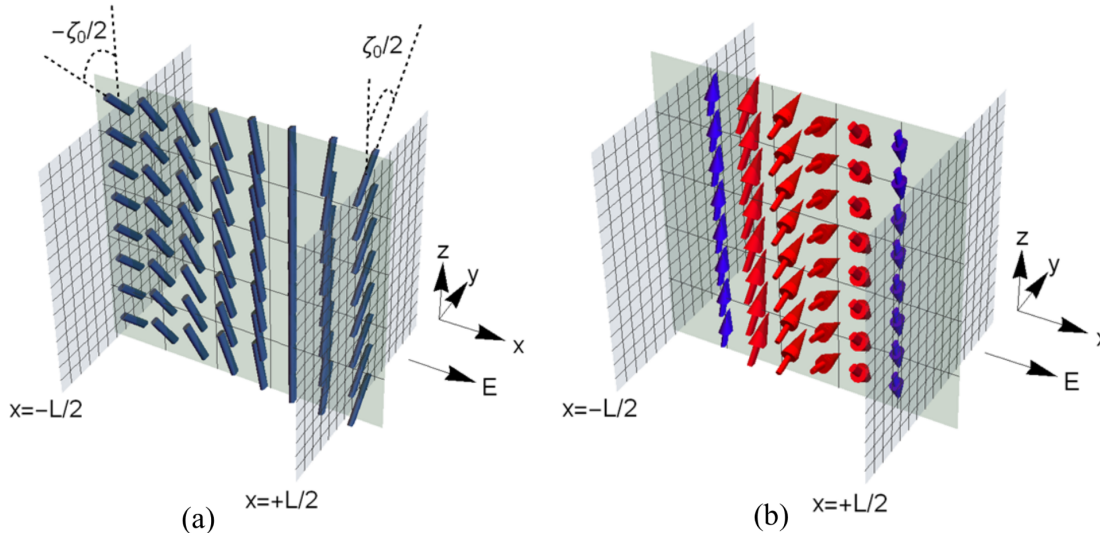 −ζ₀/2
ζ₀/2
z
y
x
E
x=−L/2
x=+L/2
(a)
z
y
x
E
x=−L/2
x=+L/2
(b)